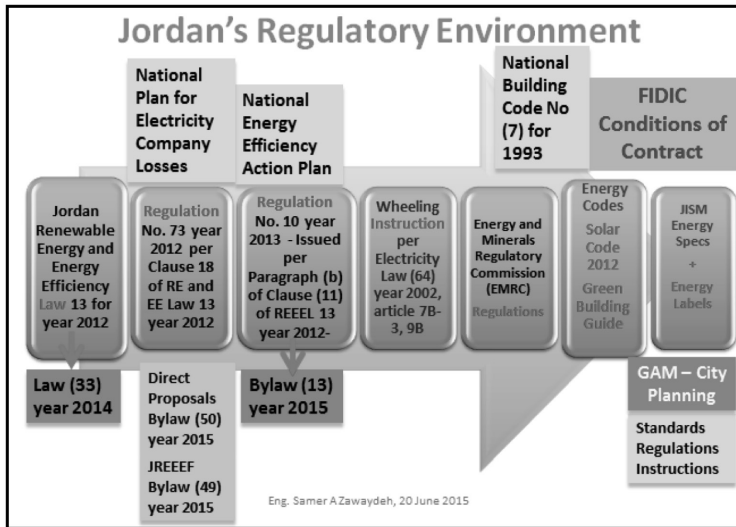 Jordan's Regulatory Environment
National
Plan for
Electricity
Company
Losses
National
Energy
Efficiency
Action Plan
National
Building
Code No
(7) for
1993
FIDIC
Conditions of
Contract
Jordan
Renewable
Energy and
Energy
Efficiency
Law 13 for
year 2012
Regulation
No. 73 year
2012 per
Clause 18
of RE and
EE Law 13
year 2012
Regulation
No. 10 year
2013 - Issued
per
Paragraph (b)
of Clause (11)
of REEEL 13
year 2012-
Wheeling
Instruction
per
Electricity
Law (64)
year 2002,
article 7B-
3, 9B
Energy and
Minerals
Regulatory
Commission
(EMRC)
Regulations
Energy
Codes
Solar
Code
2012
Green
Building
Guide
JISM
Energy
Specs
+
Energy
Labels
Law (33)
year 2014
Direct
Proposals
Bylaw (50)
year 2015
JREEEF
Bylaw (49)
year 2015
Bylaw (13)
year 2015
GAM – City
Planning
Standards
Regulations
Instructions
Eng. Samer A Zawaydeh, 20 June 2015